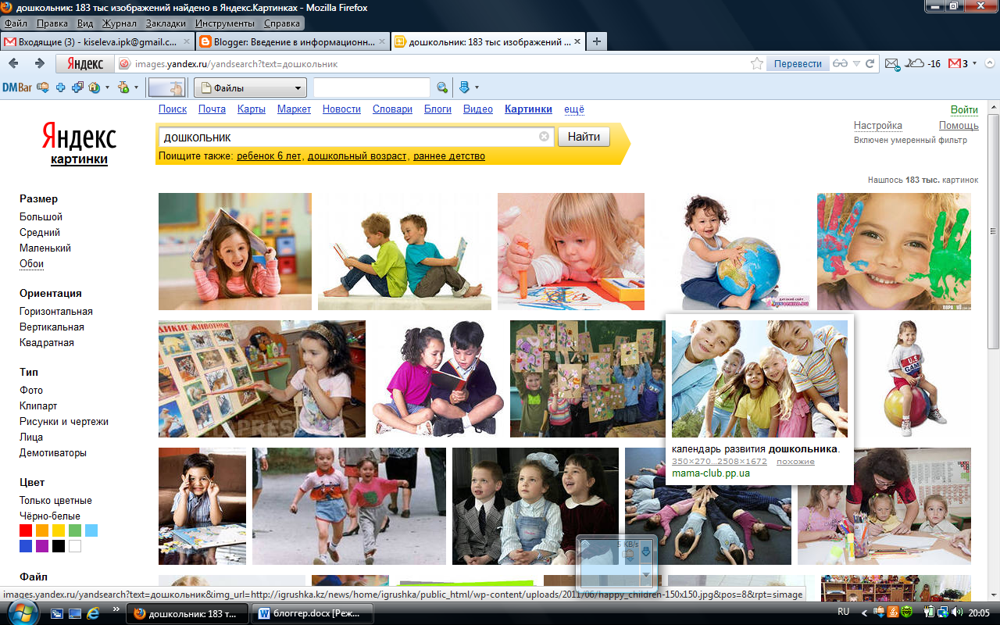 дошкольник: 183 тыс изображений найдено в Яндекс.Картинках - Mozilla Firefox
Файл Правка Вид Журнал Закладки Инструменты Справка
Входящие (3) - kiseleva.ipk@gmail.c...
Blogger: Введение в информационн...
дошкольник: 183 тыс изображений ...
Яндекс
images.yandex.ru/yandsearch?text=дошкольник
Перевести
-16
3
DMBar
Файлы
Поиск Почта Карты Маркет Новости Словари Блоги Видео Картинки ещё
Войти
Яндекс
картинки
дошкольник
Найти
Настройка Помощь
Включен умеренный фильтр
Поищите также: ребенок 6 лет, дошкольный возраст, раннее детство
Нашлось 183 тыс. картинок
Размер
Большой
Средний
Маленький
Обои
Ориентация
Горизонтальная
Вертикальная
Квадратная
Тип
Фото
Клипарт
Рисунки и чертежи
Лица
Демотиваторы
Цвет
Только цветные
Чёрно-белые
Файл
календарь развития дошкольника.
350×270...2508×1672 похожие
mama-club.pp.ua
5 KB/s
images.yandex.ru/yandsearch?text=дошкольник&img_url=http://igrushka.kz/news/home/igrushka/public_html/wp-content/uploads/2011/06/happy_children-150x150.jpg&pos=8&rpt=simage
дошкольник: 183 т...
блоггер.docx [Реж...
RU
20:05